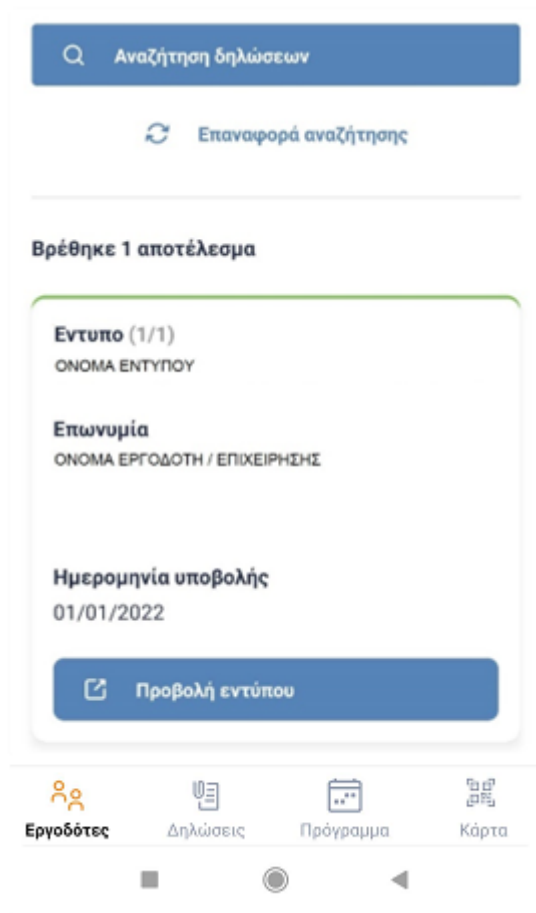 Αναζήτηση δηλώσεων
Επαναφορά αναζήτησης
Βρέθηκε 1 αποτέλεσμα
Εντυπο (1/1)
ΟΝΟΜΑ ΕΝΤΥΠΟΥ
Επωνυμία
ΟΝΟΜΑ ΕΡΓΟΔΟΤΗ / ΕΠΙΧΕΙΡΗΣΗΣ
Ημερομηνία υποβολής
01/01/2022
Προβολή εντύπου
Εργοδότες Δηλώσεις Πρόγραμμα Κάρτα